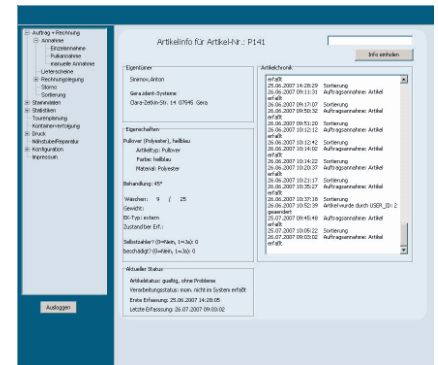 Auftrag + Rechnung
Annahme
Einzelannahme
Pulkannahme
manuelle Annahme
Lieferscheine
Rechnungslegung
Storno
Sortierung
Stammdaten
Statistiken
Tourenplanung
Kontainerverfolgung
Druck
Nähstube/Reparatur
Konfiguration
Impressum
Ausloggen
Artikelinfo für Artikel-Nr.: P141
Info einholen
Eigentümer
Smirnov,Anton
Gera-Ident-Systeme
Clara-Zetkin-Str. 14 07545 Gera
Eigenschaften
Pullover (Polyester), hellblau
Artikeltyp: Pullover
Farbe: hellblau
Material: Polyester
Behandlung: 45°
Wäschen: 9 / 25
Gewicht:
EK-Typ: extern
Zustand bei Erf.:
Selbstzahler? (0=Nein, 1=Ja): 0
beschädigt? (0=Nein, 1=Ja): 0
Aktueller Status
Artikelstatus: gueltig, ohne Probleme
Verarbeitungsstatus: mom. nicht im System erfaßt
Erste Erfassung: 25.06.2007 14:28:05
Letzte Erfassung: 26.07.2007 09:03:02
Artikelchronik
erfaßt
25.06.2007 14:28:29 Sortierung
26.06.2007 09:11:31 Auftragsannahme: Artikel
erfaßt
26.06.2007 09:17:07 Sortierung
26.06.2007 09:50:32 Auftragsannahme: Artikel
erfaßt
26.06.2007 09:51:20 Sortierung
26.06.2007 10:12:12 Auftragsannahme: Artikel
erfaßt
26.06.2007 10:12:42 Sortierung
26.06.2007 10:14:02 Auftragsannahme: Artikel
erfaßt
26.06.2007 10:14:22 Sortierung
26.06.2007 10:20:37 Auftragsannahme: Artikel
erfaßt
26.06.2007 10:21:17 Sortierung
26.06.2007 10:35:27 Auftragsannahme: Artikel
erfaßt
26.06.2007 10:37:18 Sortierung
26.06.2007 10:52:39 Artikel wurde durch USER_ID: 2
geaendert
25.07.2007 09:45:48 Auftragsannahme: Artikel
erfaßt
25.07.2007 10:05:22 Sortierung
26.07.2007 09:03:02 Auftragsannahme: Artikel
erfaßt